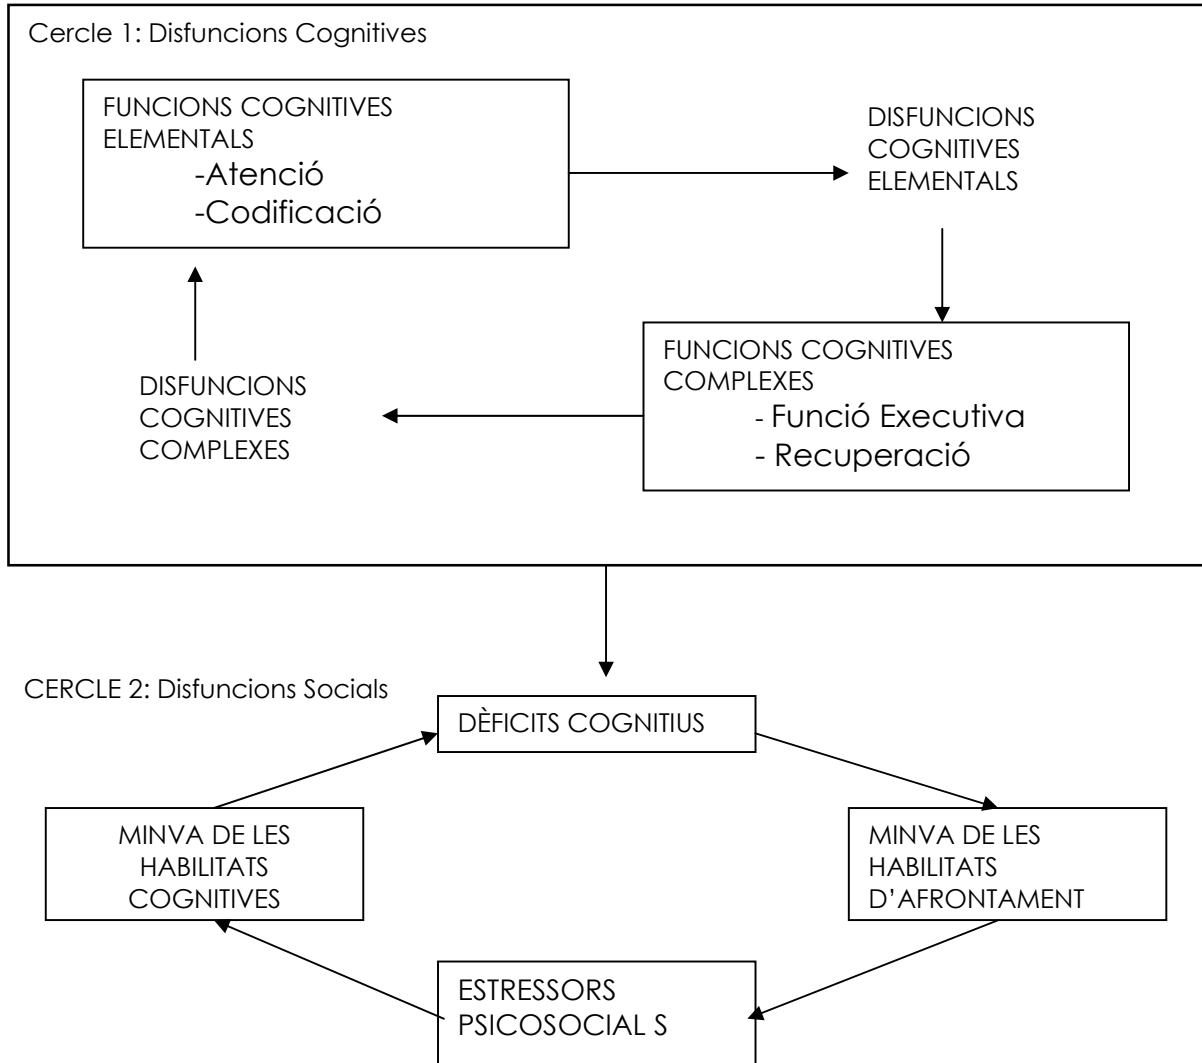 Cercle 1: Disfuncions Cognitives
FUNCIONS COGNITIVES
ELEMENTALS
-Atenció
-Codificació
DISFUNCIONS
COGNITIVES
ELEMENTALS
FUNCIONS COGNITIVES
COMPLEXES
- Funció Executiva
- Recuperació
DISFUNCIONS
COGNITIVES
COMPLEXES
CERCLE 2: Disfuncions Socials
DÈFICITS COGNITIUS
MINVA DE LES
HABILITATS
COGNITIVES
MINVA DE LES
HABILITATS
D’AFRONTAMENT
ESTRESSORS
PSICOSOCIAL S